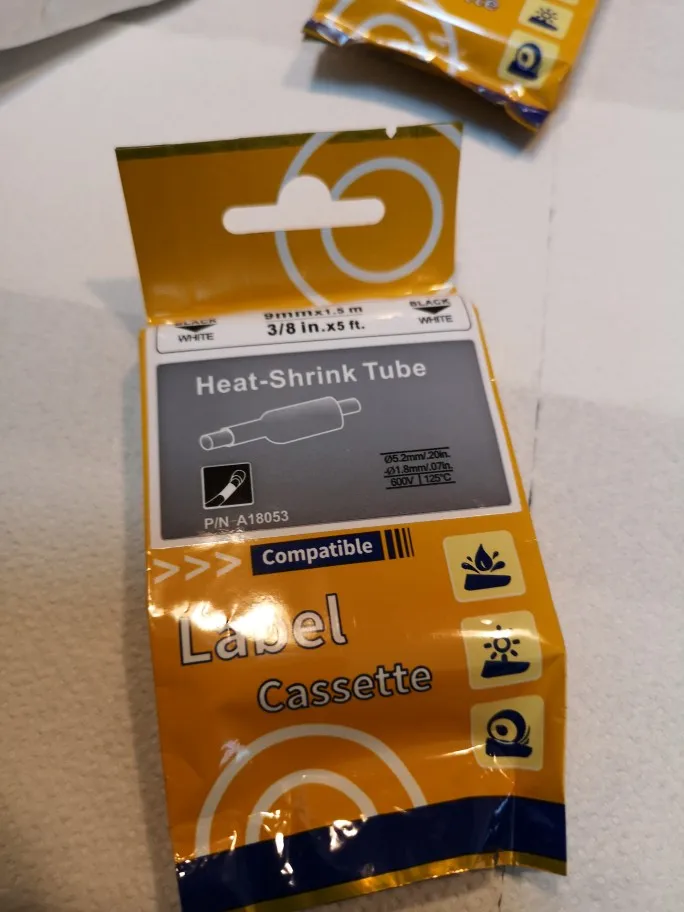 BLACK
WHITE
9mmx1.5 m
3/8 in.x5 ft.
BLACK
WHITE
Heat-Shrink Tube
Ø5.2mm/.20in.
-Ø1.8mm/.07in.
600V | 125°C
P/N A18053
>>> Compatible
Label
Cassette